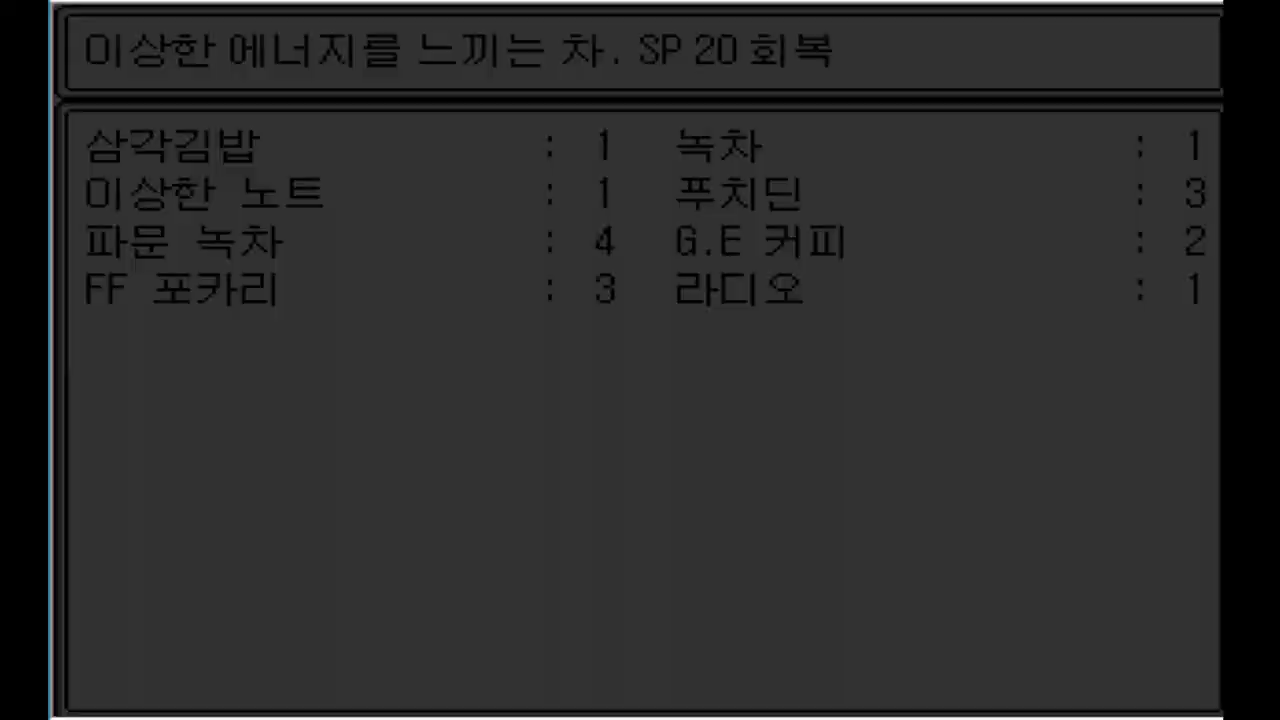 이상한 에너지를 느끼는 차. SP 20 회복
삼각김밥 : 1 녹차 : 1
이상한 노트 : 1 푸치딘 : 3
파문 녹차 : 4 G.E 커피 : 2
FF 포카리 : 3 라디오 : 1